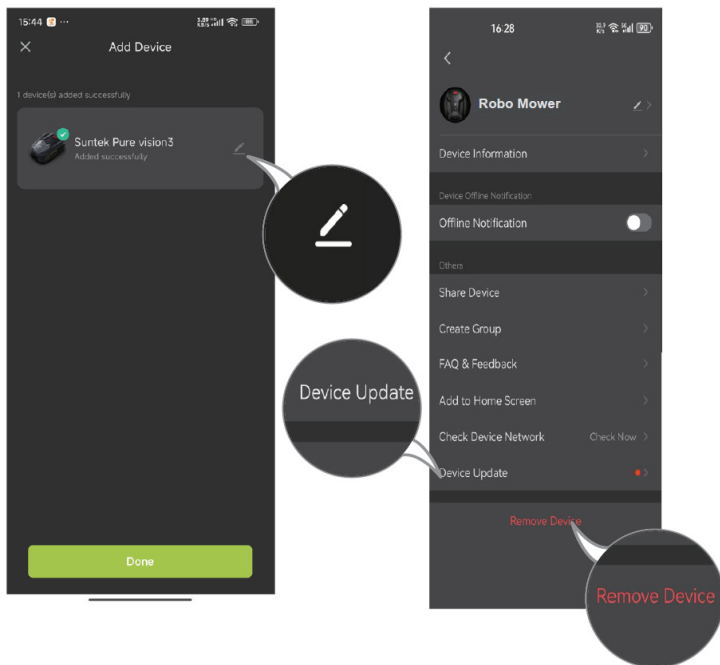 15:44
Add Device
1 device(s) added successfully
Suntek Pure vision3
Added successfully
Done
16:28
90
Robo Mower
Device Information
Device Offline Notification
Offline Notification
Others
Share Device
Create Group
FAQ & Feedback
Add to Home Screen
Check Device Network Check Now
Device Update
Remove Device
Device Update
Remove Device